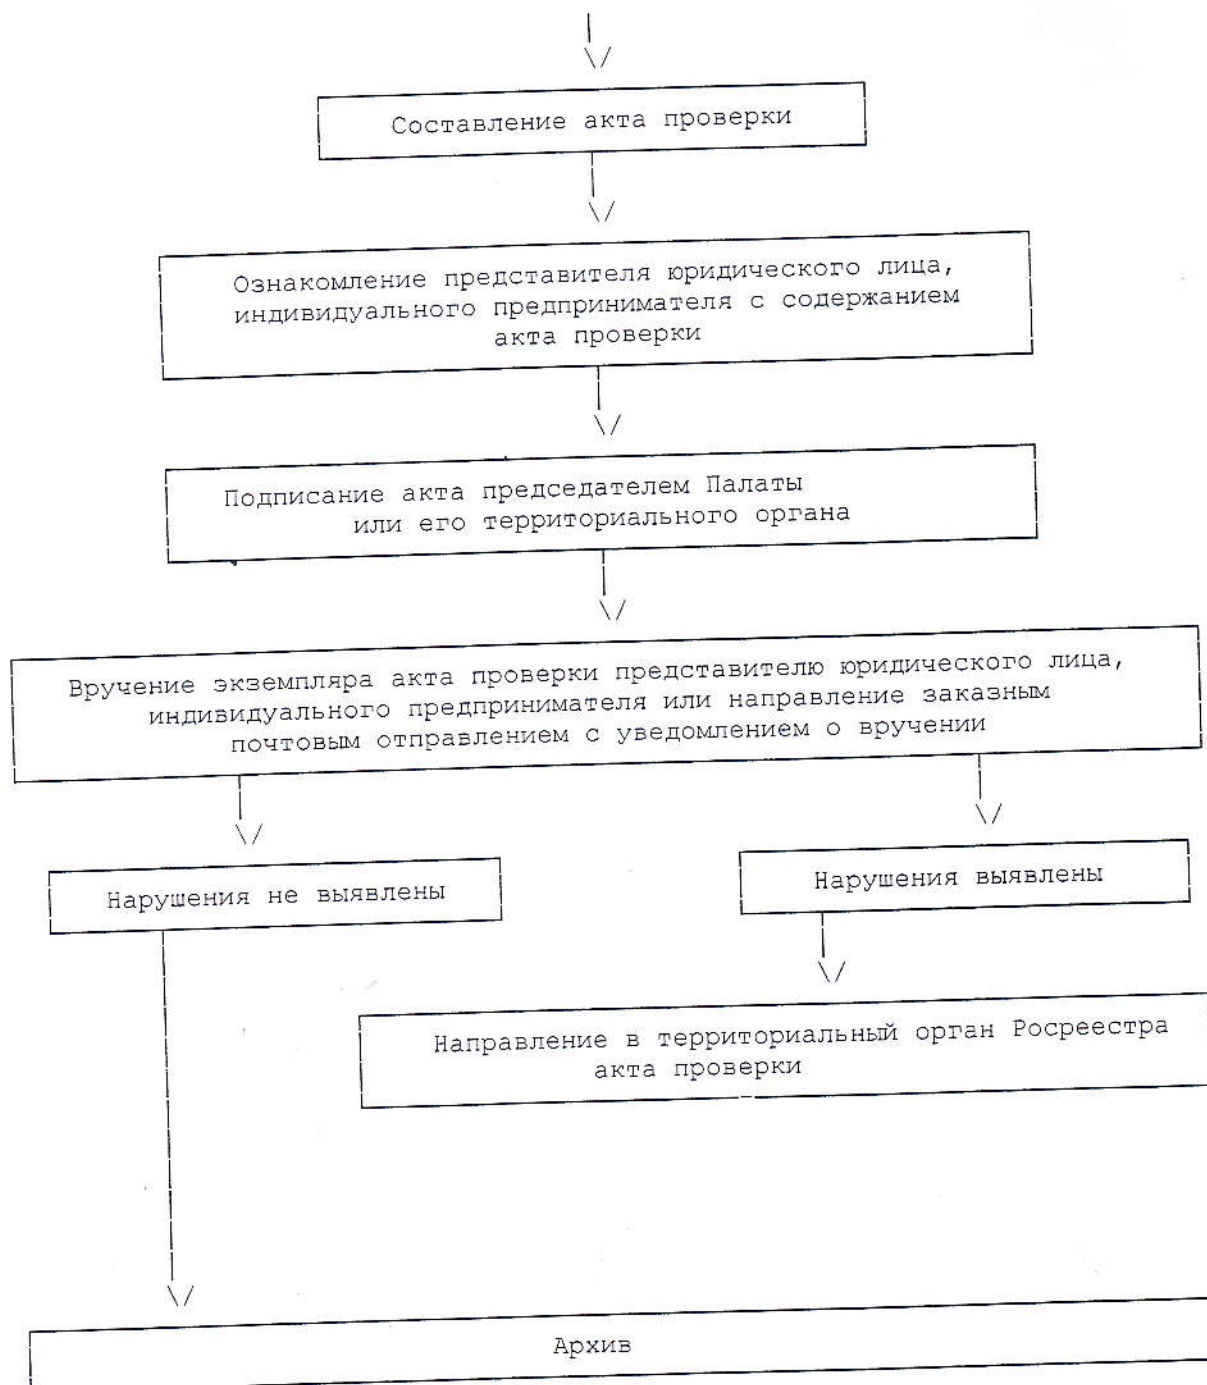 Составление акта проверки
Ознакомление представителя юридического лица,
индивидуального предпринимателя с содержанием
акта проверки
Подписание акта председателем Палаты
или его территориального органа
Вручение экземпляра акта проверки представителю юридического лица,
индивидуального предпринимателя или направление заказным
почтовым отправлением с уведомлением о вручении
Нарушения не выявлены
Нарушения выявлены
Направление в территориальный орган Росреестра
акта проверки
Архив